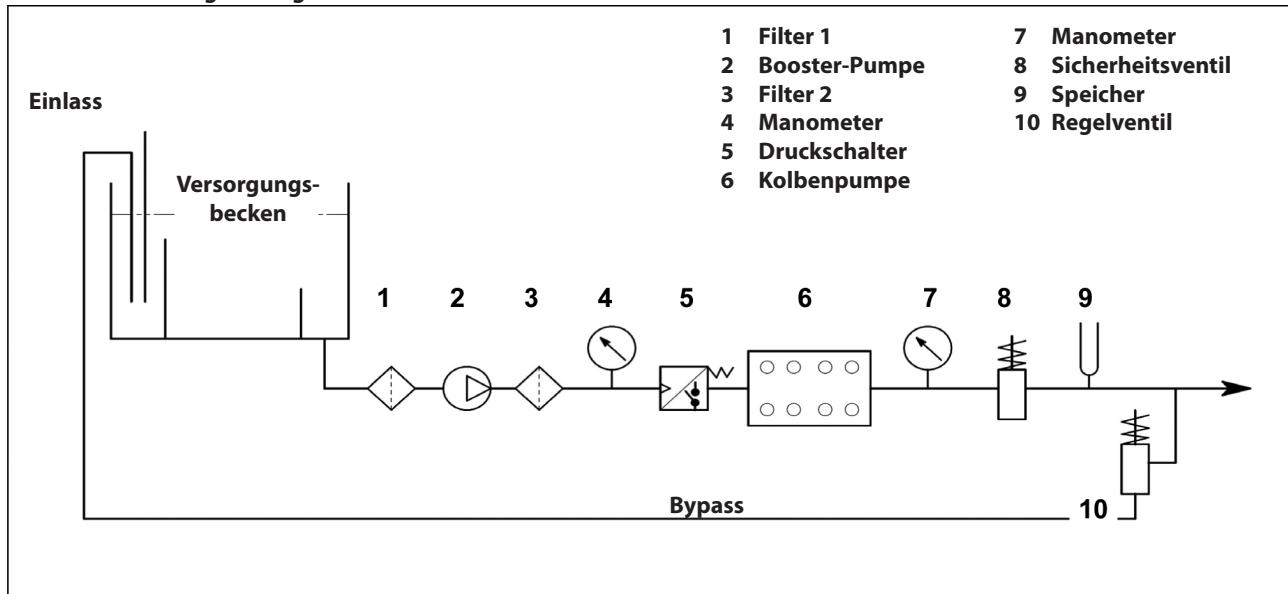 1 Filter 1
2 Booster-Pumpe
3 Filter 2
4 Manometer
5 Druckschalter
6 Kolbenpumpe
7 Manometer
8 Sicherheitsventil
9 Speicher
10 Regelventil
Einlass
Versorgungs-
becken
1 2 3 4 5 6 7 8 9
Bypass
10